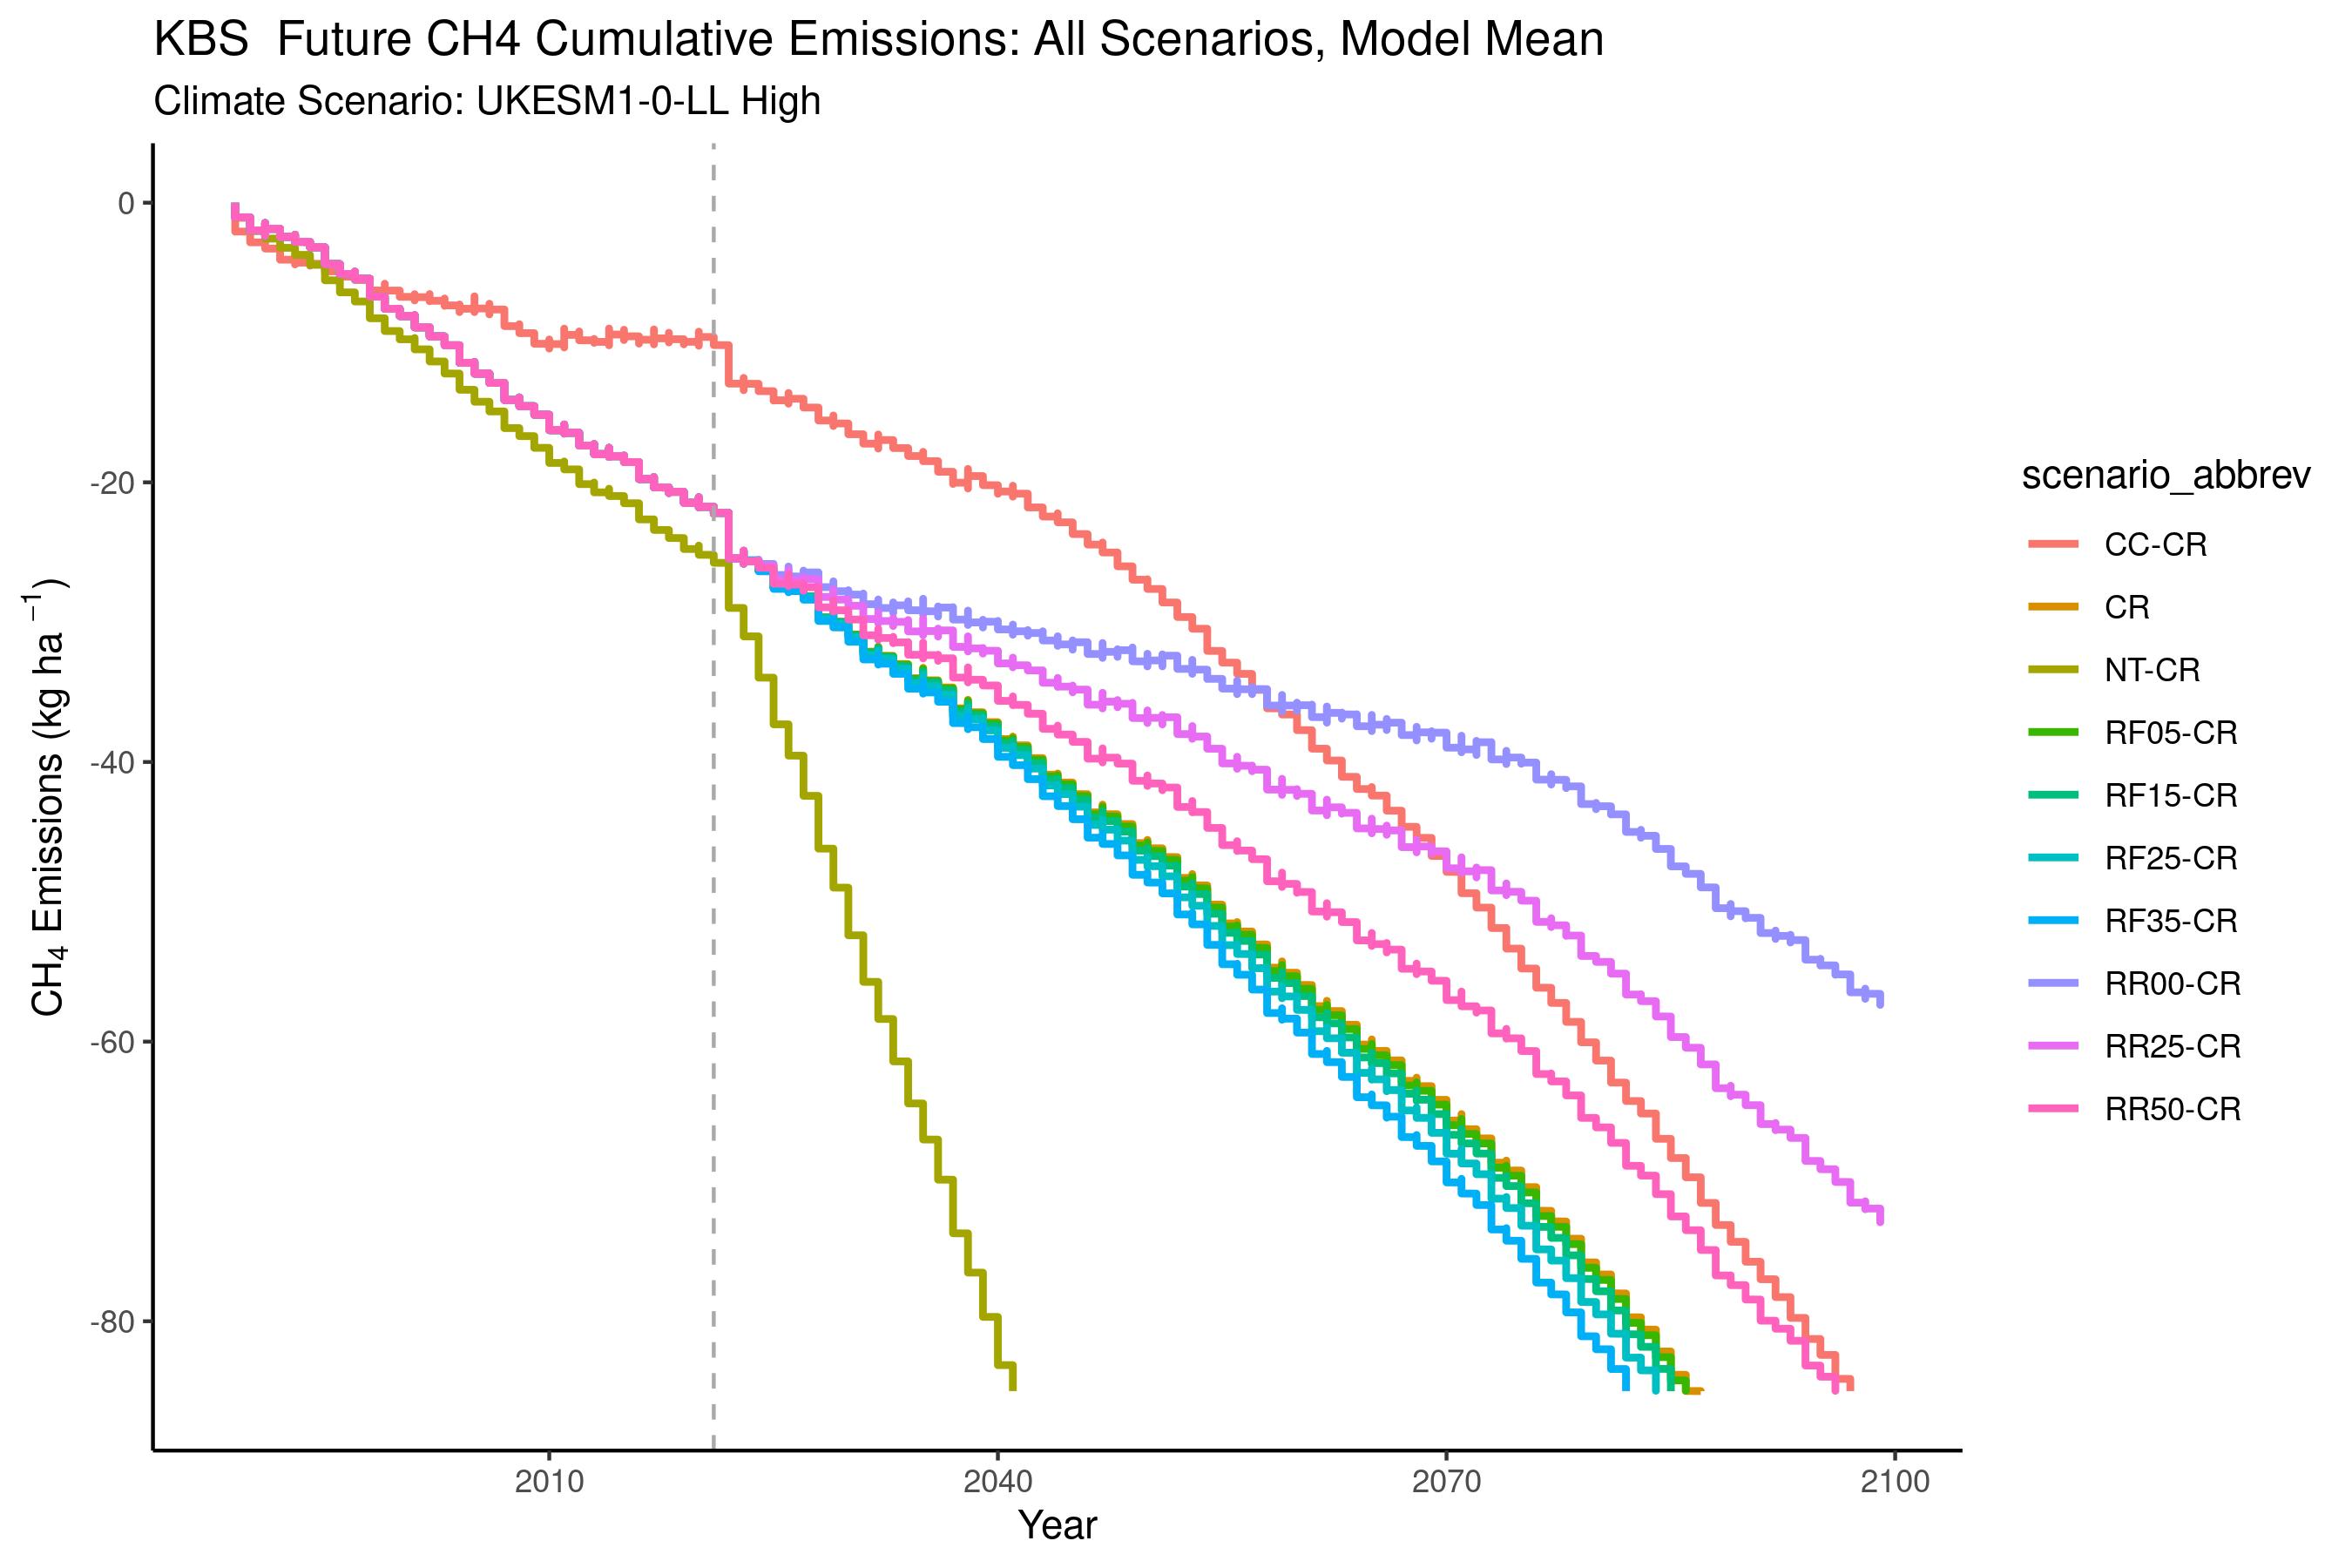 KBS  Future CH4 Cumulative Emissions: All Scenarios, Model Mean
Climate Scenario: UKESM1-0-LL High
CH₄ Emissions (kg ha ⁻¹)
0
-20
-40
-60
-80
2010
2040
2070
2100
Year
scenario_abbrev
CC-CR
CR
NT-CR
RF05-CR
RF15-CR
RF25-CR
RF35-CR
RR00-CR
RR25-CR
RR50-CR